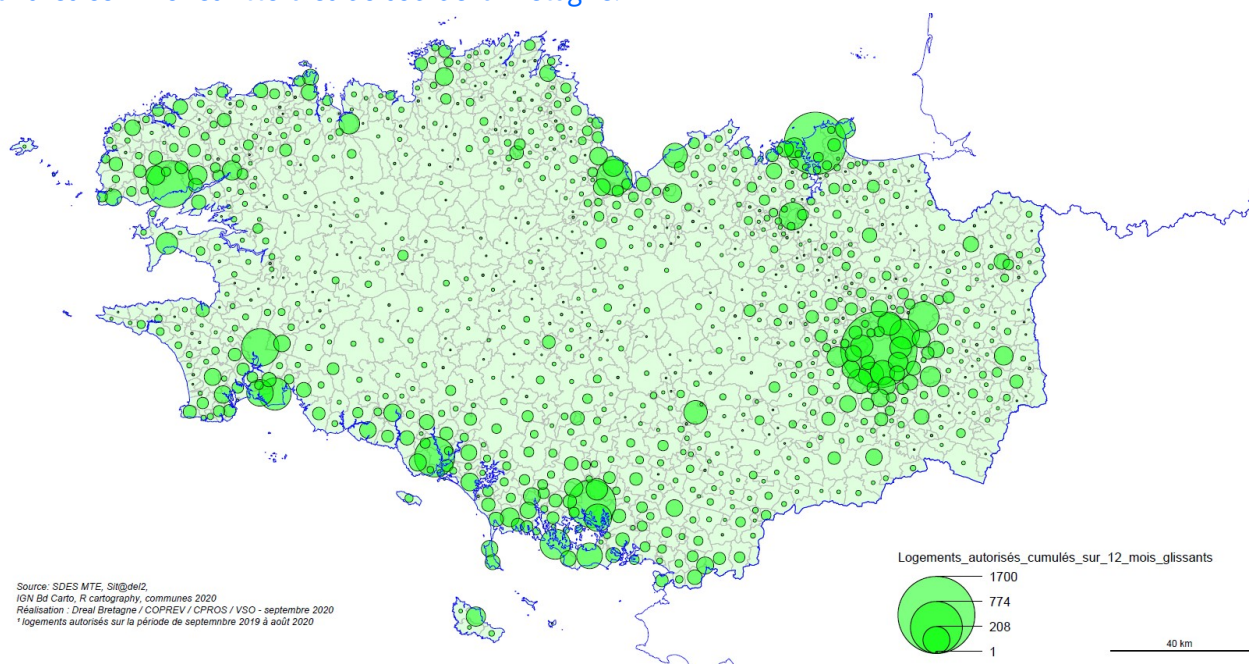 Logements_autorisés_cumulés_sur_12_mois_glissants
1700
774
208
1
40 km
Source: SDES MTE, Sit@del2,
IGN Bd Carto, R cartography, communes 2020
Réalisation : Dreal Bretagne / COPREV / CPROS / VSO - septembre 2020
¹ logements autorisés sur la période de septemnbre 2019 à août 2020